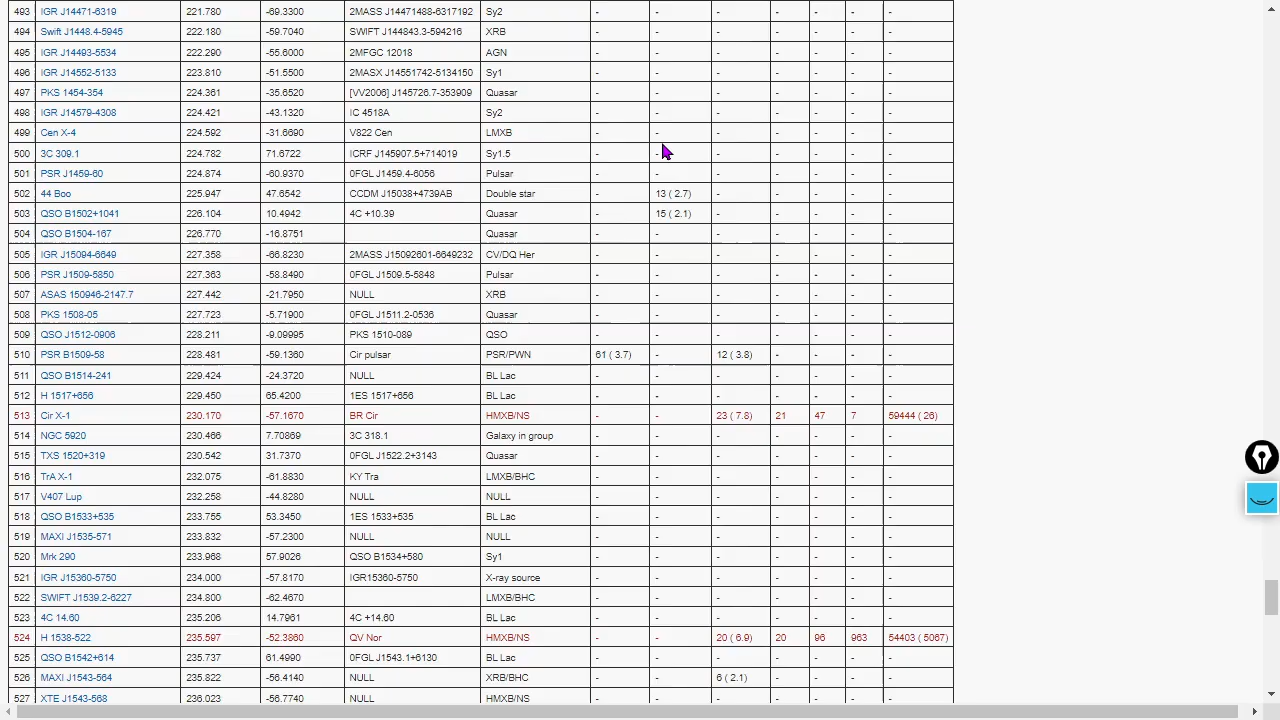 493 IGR J14471-6319 221.780 -69.3300 2MASS J14471488-6317192 Sy2 - - - - - - -
494 Swift J1448.4-5945 222.180 -59.7040 SWIFT J144843.3-594216 XRB - - - - - - -
495 IGR J14493-5534 222.290 -55.6000 2MFGC 12018 AGN - - - - - - -
496 IGR J14552-5133 223.810 -51.5500 2MASX J14551742-5134150 Sy1 - - - - - - -
497 PKS 1454-354 224.361 -35.6520 [VV2006] J145726.7-353909 Quasar - - - - - - -
498 IGR J14579-4308 224.421 -43.1320 IC 4518A Sy2 - - - - - - -
499 Cen X-4 224.592 -31.6690 V822 Cen LMXB - - - - - - -
500 3C 309.1 224.782 71.6722 ICRF J145907.5+714019 Sy1.5 - - - - - - -
501 PSR J1459-60 224.874 -60.9370 0FGL J1459.4-6056 Pulsar - - - - - - -
502 44 Boo 225.947 47.6542 CCDM J15038+4739AB Double star - 13 ( 2.7) - - - - -
503 QSO B1502+1041 226.104 10.4942 4C +10.39 Quasar - 15 ( 2.1) - - - - -
504 QSO B1504-167 226.770 -16.8751 Quasar - - - - - - -
505 IGR J15094-6649 227.358 -66.8230 2MASS J15092601-6649232 CV/DQ Her - - - - - - -
506 PSR J1509-5850 227.363 -58.8490 0FGL J1509.5-5848 Pulsar - - - - - - -
507 ASAS 150946-2147.7 227.442 -21.7950 NULL XRB - - - - - - -
508 PKS 1508-05 227.723 -5.71900 0FGL J1511.2-0536 Quasar - - - - - - -
509 QSO J1512-0906 228.211 -9.09995 PKS 1510-089 QSO - - - - - - -
510 PSR B1509-58 228.481 -59.1360 Cir pulsar PSR/PWN 61 ( 3.7) - 12 ( 3.8) - - - -
511 QSO B1514-241 229.424 -24.3720 NULL BL Lac - - - - - - -
512 H 1517+656 229.450 65.4200 1ES 1517+656 BL Lac - - - - - - -
513 Cir X-1 230.170 -57.1670 BR Cir HMXB/NS - - 23 ( 7.8) 21 47 7 59444 ( 26)
514 NGC 5920 230.466 7.70869 3C 318.1 Galaxy in group - - - - - - -
515 TXS 1520+319 230.542 31.7370 0FGL J1522.2+3143 Quasar - - - - - - -
516 TrA X-1 232.075 -61.8830 KY Tra LMXB/BHC - - - - - - -
517 V407 Lup 232.258 -44.8280 NULL NULL - - - - - - -
518 QSO B1533+535 233.755 53.3450 1ES 1533+535 BL Lac - - - - - - -
519 MAXI J1535-571 233.832 -57.2300 NULL NULL - - - - - - -
520 Mrk 290 233.968 57.9026 QSO B1534+580 Sy1 - - - - - - -
521 IGR J15360-5750 234.000 -57.8170 IGR15360-5750 X-ray source - - - - - - -
522 SWIFT J1539.2-6227 234.800 -62.4670 LMXB/BHC - - - - - - -
523 4C 14.60 235.206 14.7961 4C +14.60 BL Lac - - - - - - -
524 H 1538-522 235.597 -52.3860 QV Nor HMXB/NS - - 20 ( 6.9) 20 96 963 54403 ( 5067)
525 QSO B1542+614 235.737 61.4990 0FGL J1543.1+6130 BL Lac - - - - - - -
526 MAXI J1543-564 235.822 -56.4140 NULL XRB/BHC - - 6 ( 2.1) - - - -
527 XTE J1543-568 236.023 -56.7740 NULL HMXB/NS - - - - - - -